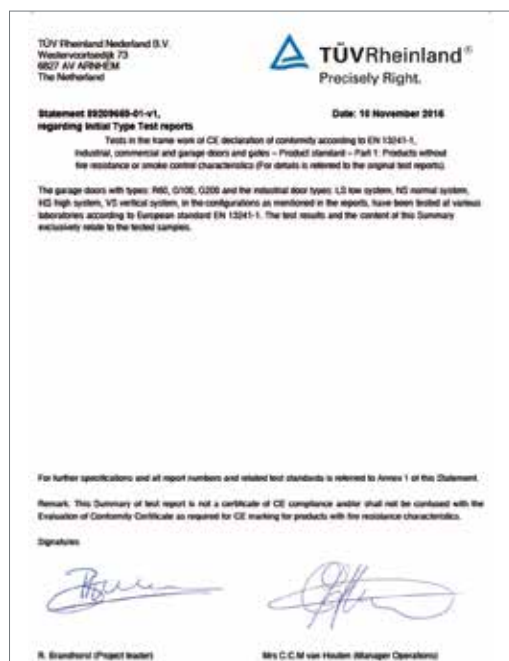 TÜV Rheinland Nederland B.V.
Westervoortsedijk 73
6827 AV ARNHEM
The Netherland
TÜVRheinland®
Precisely Right.
Statement 89209669-01-v1,
Date: 10 November 2016
regarding Initial Type Test reports
Tests in the frame work of CE declaration of conformity according to EN 13241-1,
Industrial, commercial and garage doors and gates – Product standard – Part 1: Products without
fire resistance or smoke control characteristics (For details is referred to the original test reports).
The garage doors with types: R60, G100, G200 and the industrial door types: LS low system, NS normal system,
HS high system, VS vertical system, in the configurations as mentioned in the reports, have been tested at various
laboratories according to European standard EN 13241-1. The test results and the content of this Summary
exclusively relate to the tested samples.
For further specifications and all report numbers and related test standards is referred to Annex 1 of this Statement.
Remark: This Summary of test report is not a certificate of CE compliance and/or shall not be confused with the
Evaluation of Conformity Certificate as required for CE marking for products with fire resistance characteristics.
Signatures:
R. Brandhorst (Project leader)
Mrs C.C.M van Houten (Manager Operations)